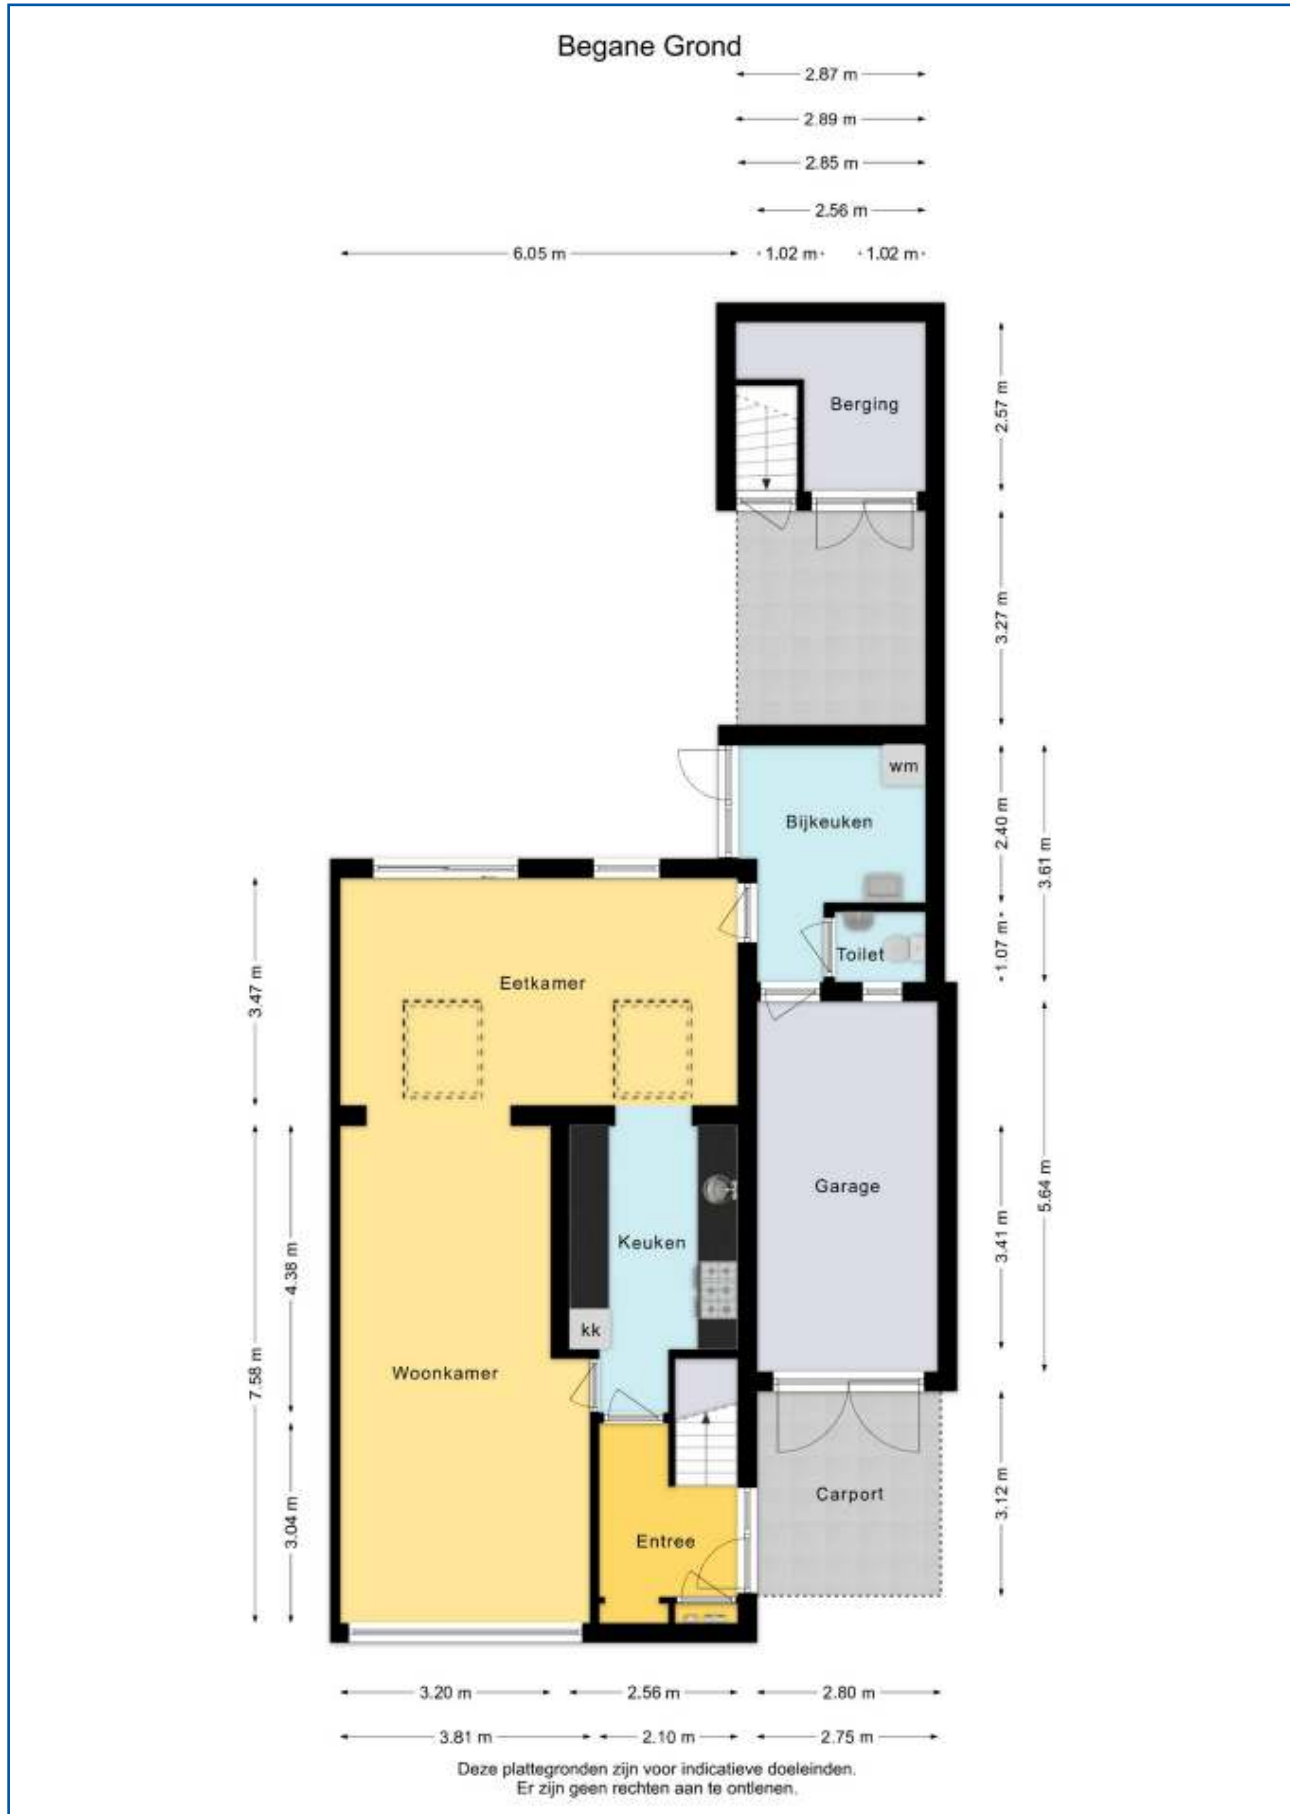 Begane Grond
2.87 m
2.89 m
2.85 m
2.56 m
6.05 m
1.02 m
1.02 m
Berging
2.57 m
3.27 m
wm
Bijkeuken
2.40 m
3.61 m
1.07 m
Toilet
Eetkamer
3.47 m
Garage
5.64 m
3.41 m
Keuken
4.38 m
kk
7.58 m
Woonkamer
Carport
3.12 m
3.04 m
Entree
3.20 m
2.56 m
2.80 m
3.81 m
2.10 m
2.75 m
Deze plattegronden zijn voor indicatieve doeleinden.
Er zijn geen rechten aan te ontlenen.